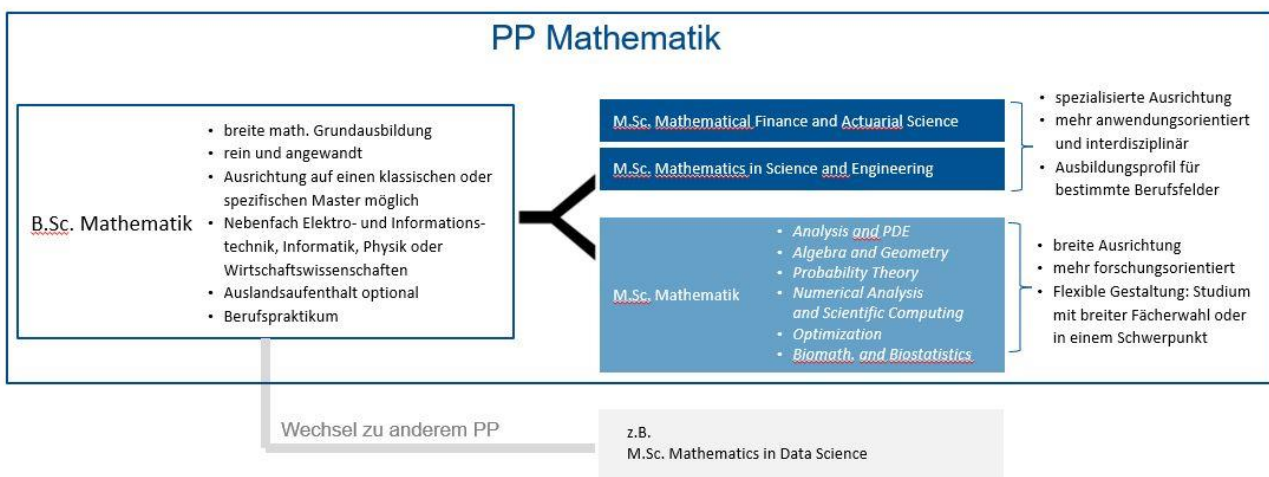 PP Mathematik
B.Sc. Mathematik
• breite math. Grundausbildung
• rein und angewandt
• Ausrichtung auf einen klassischen oder
spezifischen Master möglich
• Nebenfach Elektro- und Informations-
technik, Informatik, Physik oder
Wirtschaftswissenschaften
• Auslandsaufenthalt optional
• Berufspraktikum
M.Sc. Mathematical Finance and Actuarial Science
M.Sc. Mathematics in Science and Engineering
• spezialisierte Ausrichtung
• mehr anwendungsorientiert
und interdisziplinär
• Ausbildungsprofil für
bestimmte Berufsfelder
M.Sc. Mathematik
• Analysis and PDE
• Algebra and Geometry
• Probability Theory
• Numerical Analysis
and Scientific Computing
• Optimization
• Biomath. and Biostatistics
• breite Ausrichtung
• mehr forschungsorientiert
• Flexible Gestaltung: Studium
mit breiter Fächerwahl oder
in einem Schwerpunkt
Wechsel zu anderem PP
z.B.
M.Sc. Mathematics in Data Science